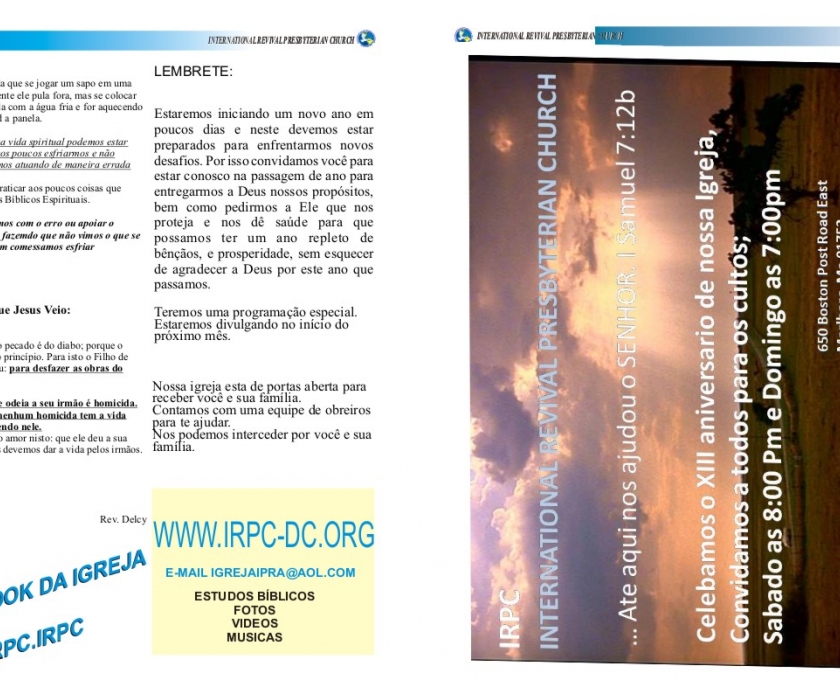 INTERNATIONAL REVIVAL PRESBYTERIAN CHURCH
a que se jogar um sapo em uma
ente ele pula fora, mas se colocar
a com a água fria e for aquecendo
a panela.
a vida spiritual podemos estar
os poucos esfriarmos e não
mos atuando de maneira errada
raticar aos poucos coisas que
s Bíblicos Espirituais.
mos com o erro ou apoiar o
fazendo que não vimos o que se
m comessamos esfriar
ue Jesus Veio:
o pecado é do diabo; porque o
princípio. Para isto o Filho de
u: para desfazer as obras do
e odeia a seu irmão é homicida.
nenhum homicida tem a vida
endo nele.
o amor nisto: que ele deu a sua
s devemos dar a vida pelos irmãos.
Rev. Delcy
OOK DA IGREJA
RPC.IRPC
LEMBRETE:
Estaremos iniciando um novo ano em
poucos dias e neste devemos estar
preparados para enfrentarmos novos
desafios. Por isso convidamos você para
estar conosco na passagem de ano para
entregarmos a Deus nossos propósitos,
bem como pedirmos a Ele que nos
proteja e nos dê saúde para que
possamos ter um ano repleto de
bênçãos, e prosperidade, sem esquecer
de agradecer a Deus por este ano que
passamos.
Teremos uma programação especial.
Estaremos divulgando no início do
próximo mês.
Nossa igreja esta de portas aberta para
receber você e sua família.
Contamos com uma equipe de obreiros
para te ajudar.
Nos podemos interceder por você e sua
família.
WWW.IRPC-DC.ORG
E-MAIL IGREJAIPRA@AOL.COM
ESTUDOS BÍBLICOS
FOTOS
VIDEOS
MUSICAS
INTERNATIONAL REVIVAL PRESBYTERIAN CHURCH
IRPC
INTERNATIONAL REVIVAL PRESBYTERIAN CHURCH
... Ate aqui nos ajudou o SENHOR. I Samuel 7:12b
Celebamos o XIII aniversario de nossa Igreja,
Convidamos a todos para os cultos;
Sabado as 8:00 Pm e Domingo as 7:00pm
650 Boston Post Road East